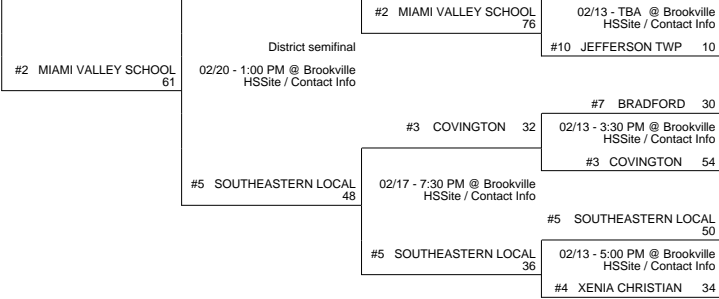 #2 MIAMI VALLEY SCHOOL
76
02/13 - TBA @ Brookville
HSSite / Contact Info
#10 JEFFERSON TWP 10
District semifinal
#2 MIAMI VALLEY SCHOOL
61
02/20 - 1:00 PM @ Brookville
HSSite / Contact Info
#7 BRADFORD 30
#3 COVINGTON 32
02/13 - 3:30 PM @ Brookville
HSSite / Contact Info
#3 COVINGTON 54
#5 SOUTHEASTERN LOCAL
48
02/17 - 7:30 PM @ Brookville
HSSite / Contact Info
#5 SOUTHEASTERN LOCAL
50
#5 SOUTHEASTERN LOCAL
36
02/13 - 5:00 PM @ Brookville
HSSite / Contact Info
#4 XENIA CHRISTIAN 34